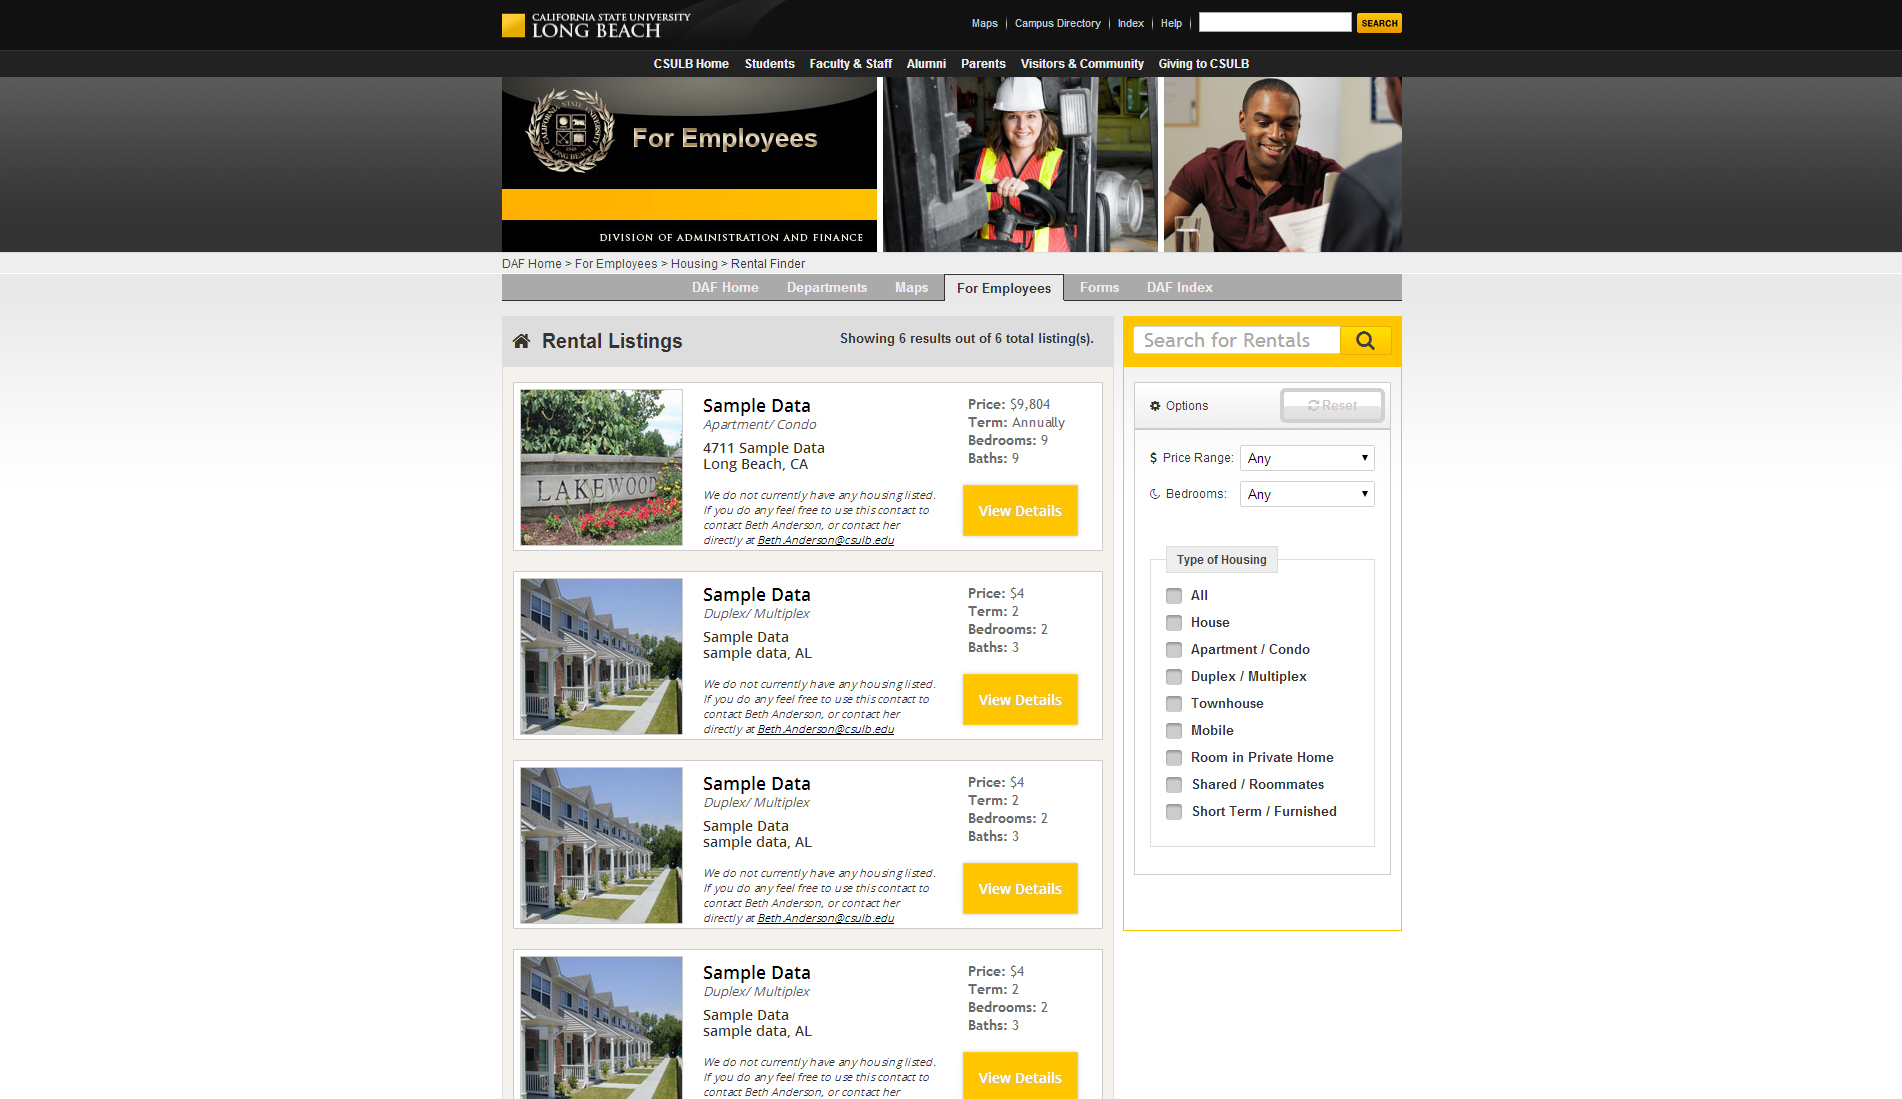 CALIFORNIA STATE UNIVERSITY
LONG BEACH
Maps Campus Directory Index Help SEARCH
CSULB Home Students Faculty & Staff Alumni Parents Visitors & Community Giving to CSULB
CALIFORNIA STATE UNIVERSITY
LONG BEACH
For Employees
DIVISION OF ADMINISTRATION AND FINANCE
DAF Home > For Employees > Housing > Rental Finder
DAF Home Departments Maps For Employees Forms DAF Index
Rental Listings
Showing 6 results out of 6 total listing(s).
LAKEWOOD
Sample Data
Apartment/ Condo
4711 Sample Data
Long Beach, CA
We do not currently have any housing listed.
If you do any feel free to use this contact to
contact Beth Anderson, or contact her
directly at Beth.Anderson@csulb.edu
Price: $9,804
Term: Annually
Bedrooms: 9
Baths: 9
View Details
Sample Data
Duplex/ Multiplex
Sample Data
sample data, AL
We do not currently have any housing listed.
If you do any feel free to use this contact to
contact Beth Anderson, or contact her
directly at Beth.Anderson@csulb.edu
Price: $4
Term: 2
Bedrooms: 2
Baths: 3
View Details
Sample Data
Duplex/ Multiplex
Sample Data
sample data, AL
We do not currently have any housing listed.
If you do any feel free to use this contact to
contact Beth Anderson, or contact her
directly at Beth.Anderson@csulb.edu
Price: $4
Term: 2
Bedrooms: 2
Baths: 3
View Details
Sample Data
Duplex/ Multiplex
Sample Data
sample data, AL
We do not currently have any housing listed.
If you do any feel free to use this contact to
contact Beth Anderson, or contact her
Price: $4
Term: 2
Bedrooms: 2
Baths: 3
View Details
Search for Rentals
Options
Reset
$ Price Range: Any
Bedrooms: Any
Type of Housing
All
House
Apartment / Condo
Duplex / Multiplex
Townhouse
Mobile
Room in Private Home
Shared / Roommates
Short Term / Furnished